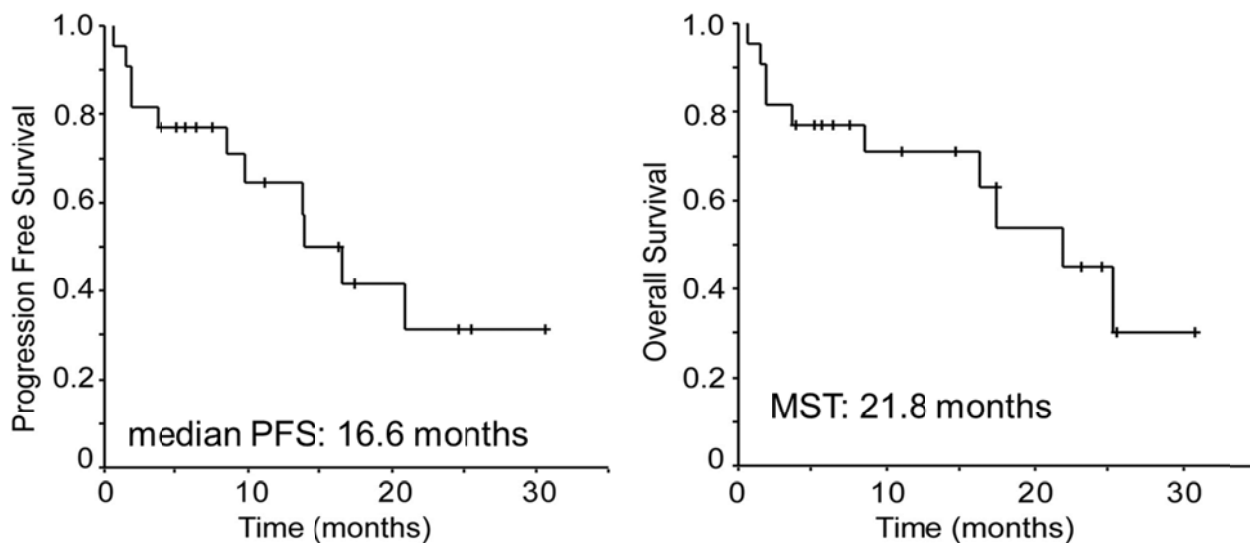 Progression Free Survival
1.0
0.8
0.6
0.4
0.2
0
median PFS: 16.6 months
0 10 20 30
Time (months)
Overall Survival
1.0
0.8
0.6
0.4
0.2
0
MST: 21.8 months
0 10 20 30
Time (months)